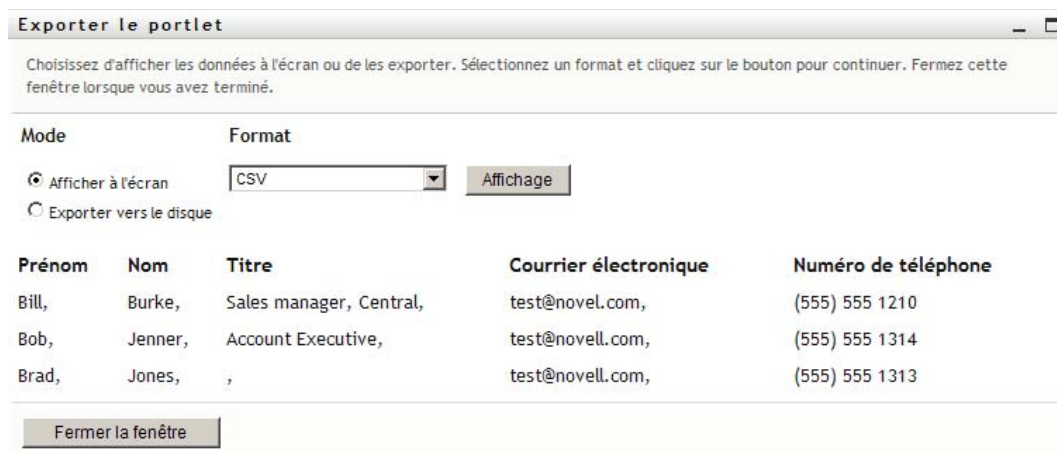 Exporter le portlet
Choisissez d'afficher les données à l'écran ou de les exporter. Sélectionnez un format et cliquez sur le bouton pour continuer. Fermez cette
fenêtre lorsque vous avez terminé.
Mode Format
Afficher à l'écran CSV Affichage
Exporter vers le disque
Prénom Nom Titre Courrier électronique Numéro de téléphone
Bill, Burke, Sales manager, Central, test@novel.com, (555) 555 1210
Bob, Jenner, Account Executive, test@novell.com, (555) 555 1314
Brad, Jones, , test@novell.com, (555) 555 1313
Fermer la fenêtre